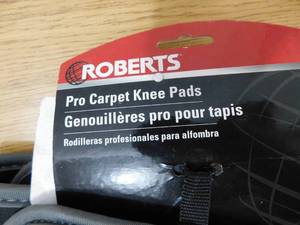 ROBERTS
Pro Carpet Knee Pads
Genouillères pro pour tapis
Rodilleras profesionales para alfombra